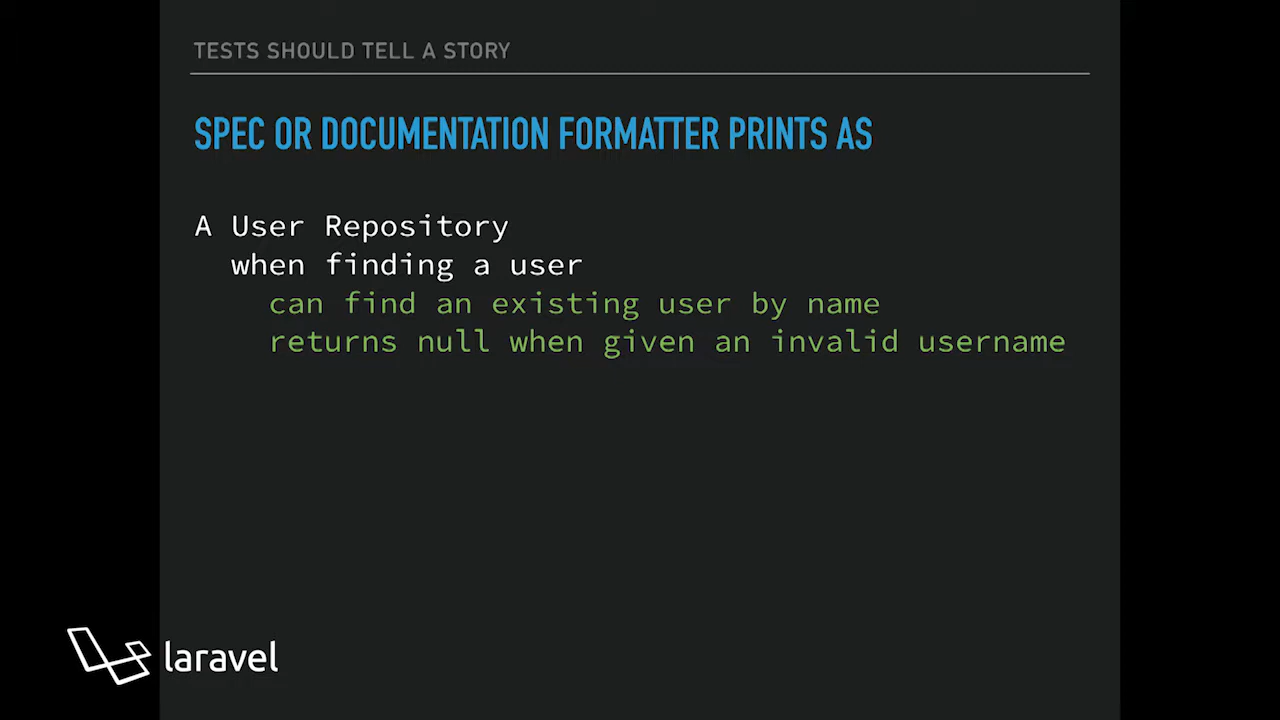 TESTS SHOULD TELL A STORY
SPEC OR DOCUMENTATION FORMATTER PRINTS AS
A User Repository
when finding a user
can find an existing user by name
returns null when given an invalid username
laravel